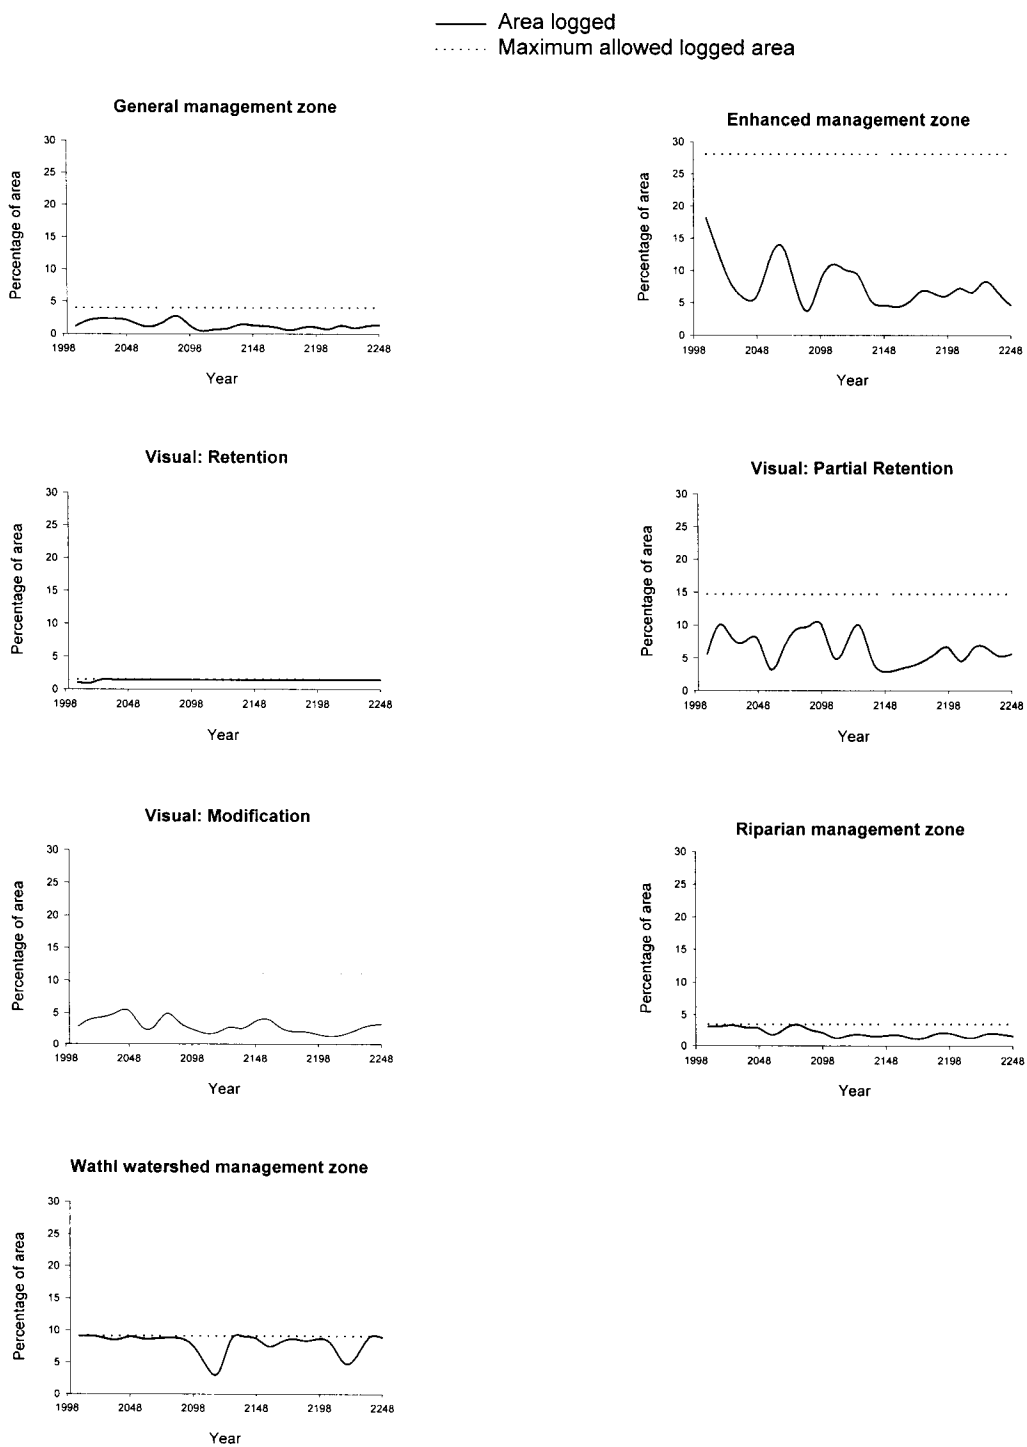 Area logged
Maximum allowed logged area
General management zone
30
25
20
15
10
5
0
Percentage of area
1998 2048 2098 2148 2198 2248
Year
Enhanced management zone
30
25
20
15
10
5
0
Percentage of area
1998 2048 2098 2148 2198 2248
Year
Visual: Retention
30
25
20
15
10
5
0
Percentage of area
1998 2048 2098 2148 2198 2248
Year
Visual: Partial Retention
30
25
20
15
10
5
0
Percentage of area
1998 2048 2098 2148 2198 2248
Year
Visual: Modification
30
25
20
15
10
5
0
Percentage of area
1998 2048 2098 2148 2198 2248
Year
Riparian management zone
30
25
20
15
10
5
0
Percentage of area
1998 2048 2098 2148 2198 2248
Year
Wathl watershed management zone
30
25
20
15
10
5
0
Percentage of area
1998 2048 2098 2148 2198 2248
Year